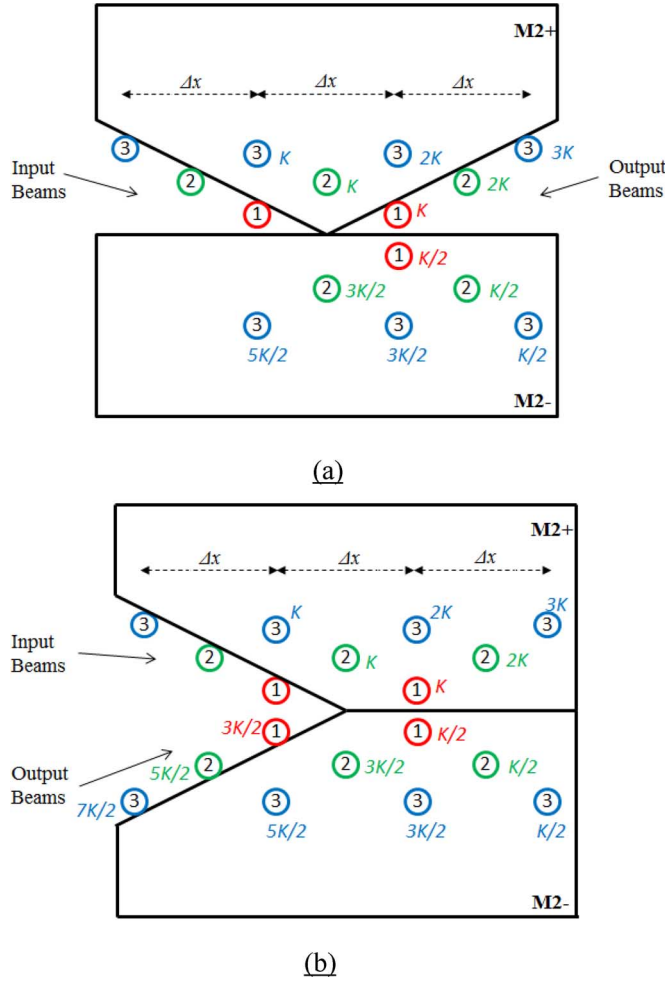 M2+
Δx Δx Δx
3 3 K 3 2K 3 3K
Input
Beams
Output
Beams
2 2 K 2 2K
1 1 K
1 K/2
2 3K/2 2 K/2
3 3 3
5K/2 3K/2 K/2
M2-
(a)
M2+
Δx Δx Δx
3 3 K 3 2K 3 3K
Input
Beams
2 2 K 2 2K
1 1 K
3K/2 1 1 K/2
Output
Beams
5K/2 2 2 3K/2 2 K/2
7K/2 3 3 3 3
5K/2 3K/2 K/2
M2-
(b)